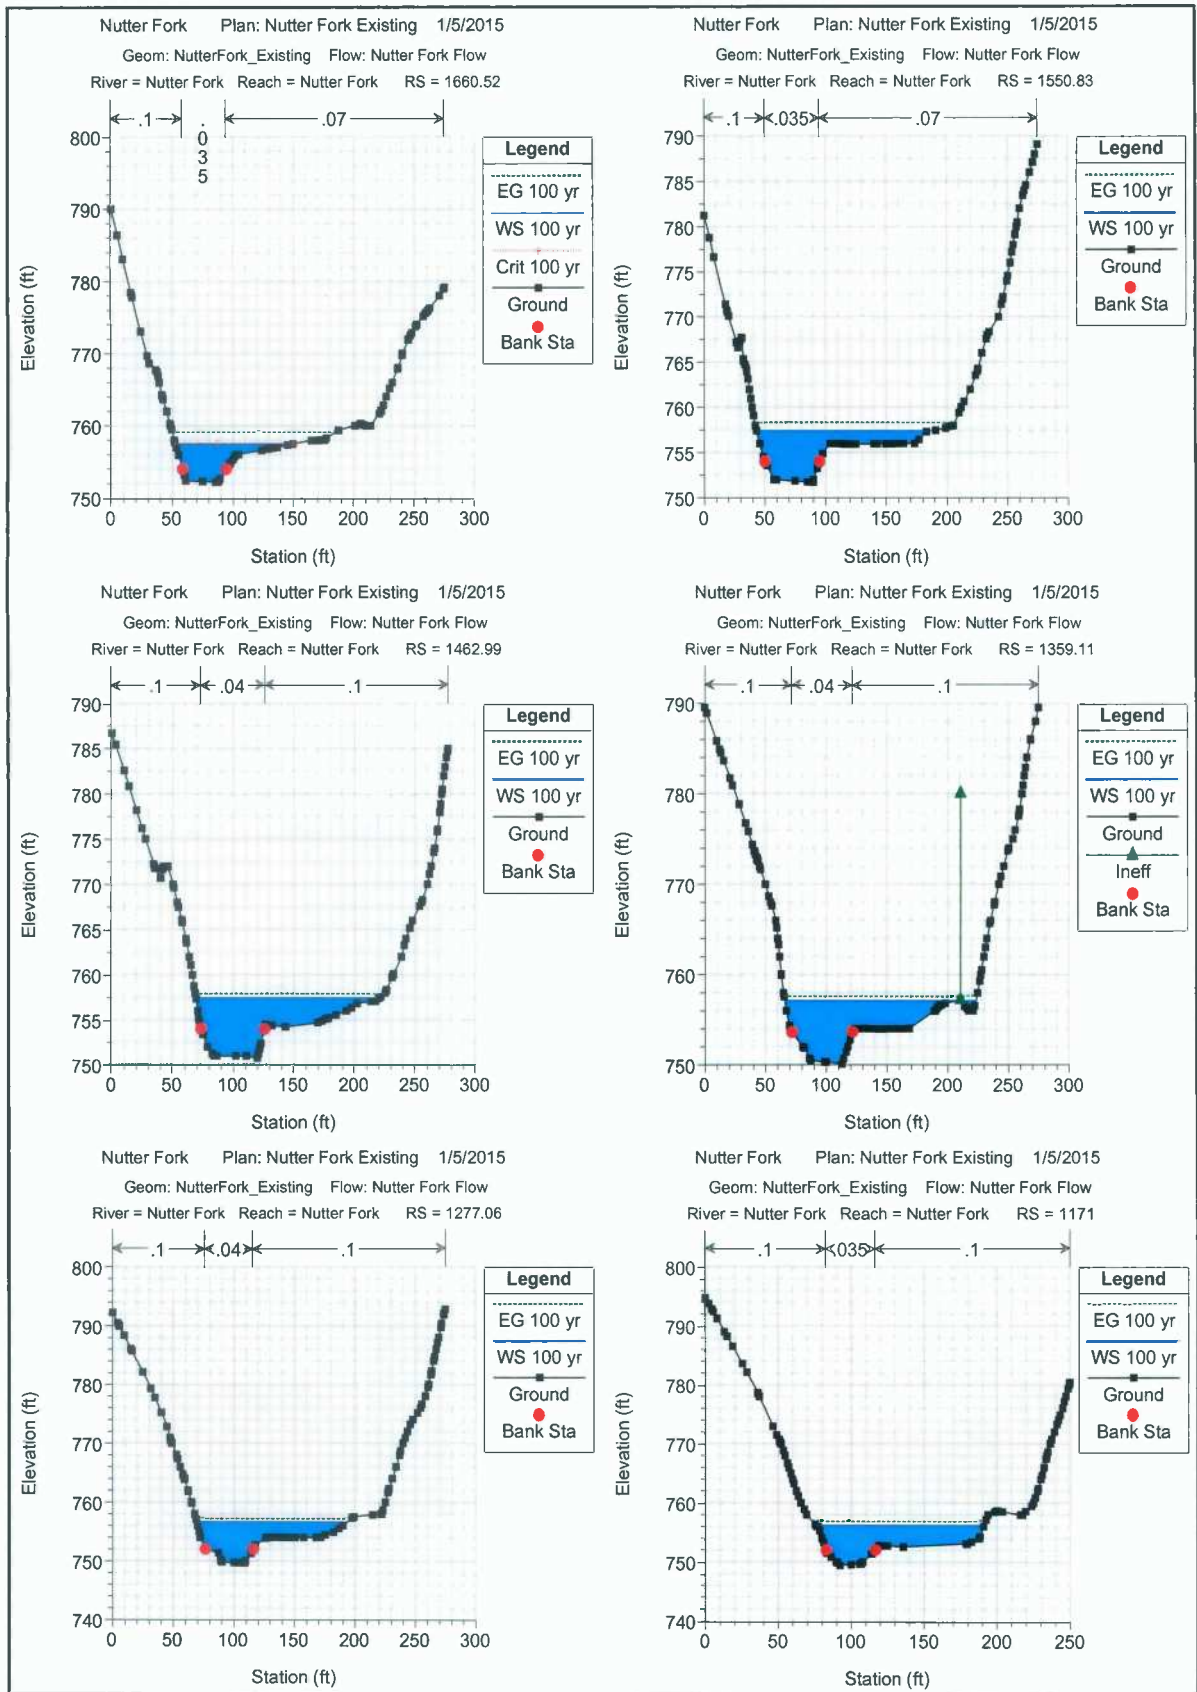 Nutter Fork Plan: Nutter Fork Existing 1/5/2015
Geom: NutterFork_Existing Flow: Nutter Fork Flow
River = Nutter Fork Reach = Nutter Fork RS = 1660.52
.1
.035
.07
Elevation (ft)
800
790
780
770
760
750
0 50 100 150 200 250 300
Station (ft)
Legend
EG 100 yr
WS 100 yr
Crit 100 yr
Ground
Bank Sta
Nutter Fork Plan: Nutter Fork Existing 1/5/2015
Geom: NutterFork_Existing Flow: Nutter Fork Flow
River = Nutter Fork Reach = Nutter Fork RS = 1550.83
.1 .035 .07
Elevation (ft)
790
785
780
775
770
765
760
755
750
0 50 100 150 200 250 300
Station (ft)
Legend
EG 100 yr
WS 100 yr
Ground
Bank Sta
Nutter Fork Plan: Nutter Fork Existing 1/5/2015
Geom: NutterFork_Existing Flow: Nutter Fork Flow
River = Nutter Fork Reach = Nutter Fork RS = 1462.99
.1 .04 .1
Elevation (ft)
790
785
780
775
770
765
760
755
750
0 50 100 150 200 250 300
Station (ft)
Legend
EG 100 yr
WS 100 yr
Ground
Bank Sta
Nutter Fork Plan: Nutter Fork Existing 1/5/2015
Geom: NutterFork_Existing Flow: Nutter Fork Flow
River = Nutter Fork Reach = Nutter Fork RS = 1359.11
.1 .04 .1
Elevation (ft)
790
780
770
760
750
0 50 100 150 200 250 300
Station (ft)
Legend
EG 100 yr
WS 100 yr
Ground
Ineff
Bank Sta
Nutter Fork Plan: Nutter Fork Existing 1/5/2015
Geom: NutterFork_Existing Flow: Nutter Fork Flow
River = Nutter Fork Reach = Nutter Fork RS = 1277.06
.1 .04 .1
Elevation (ft)
800
790
780
770
760
750
740
0 50 100 150 200 250 300
Station (ft)
Legend
EG 100 yr
WS 100 yr
Ground
Bank Sta
Nutter Fork Plan: Nutter Fork Existing 1/5/2015
Geom: NutterFork_Existing Flow: Nutter Fork Flow
River = Nutter Fork Reach = Nutter Fork RS = 1171
.1 .035 .1
Elevation (ft)
800
790
780
770
760
750
740
0 50 100 150 200 250
Station (ft)
Legend
EG 100 yr
WS 100 yr
Ground
Bank Sta